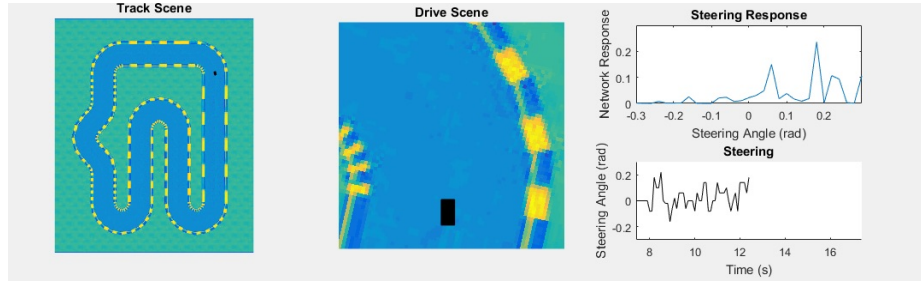 Track Scene
Drive Scene
Steering Response
Network Response
0.2
0.1
0
-0.3
-0.2
-0.1
0
0.1
0.2
Steering Angle (rad)
Steering
Steering Angle (rad)
0.2
0
-0.2
8
10
12
14
16
Time (s)